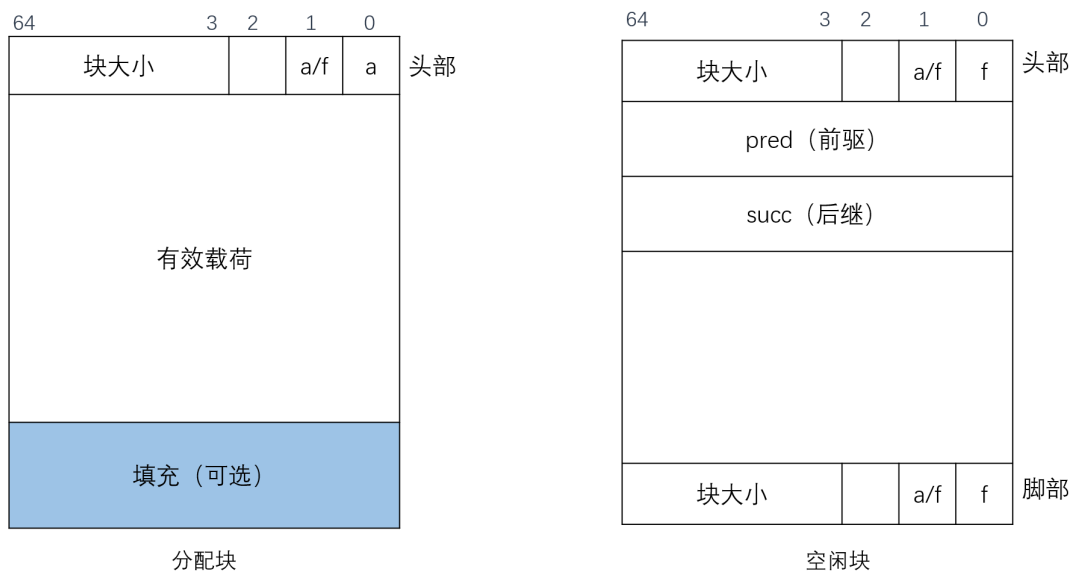 64 3 2 1 0
块大小 a/f a 头部
有效载荷
填充（可选）
分配块
64 3 2 1 0
块大小 a/f f 头部
pred（前驱）
succ（后继）
块大小 a/f f 脚部
空闲块